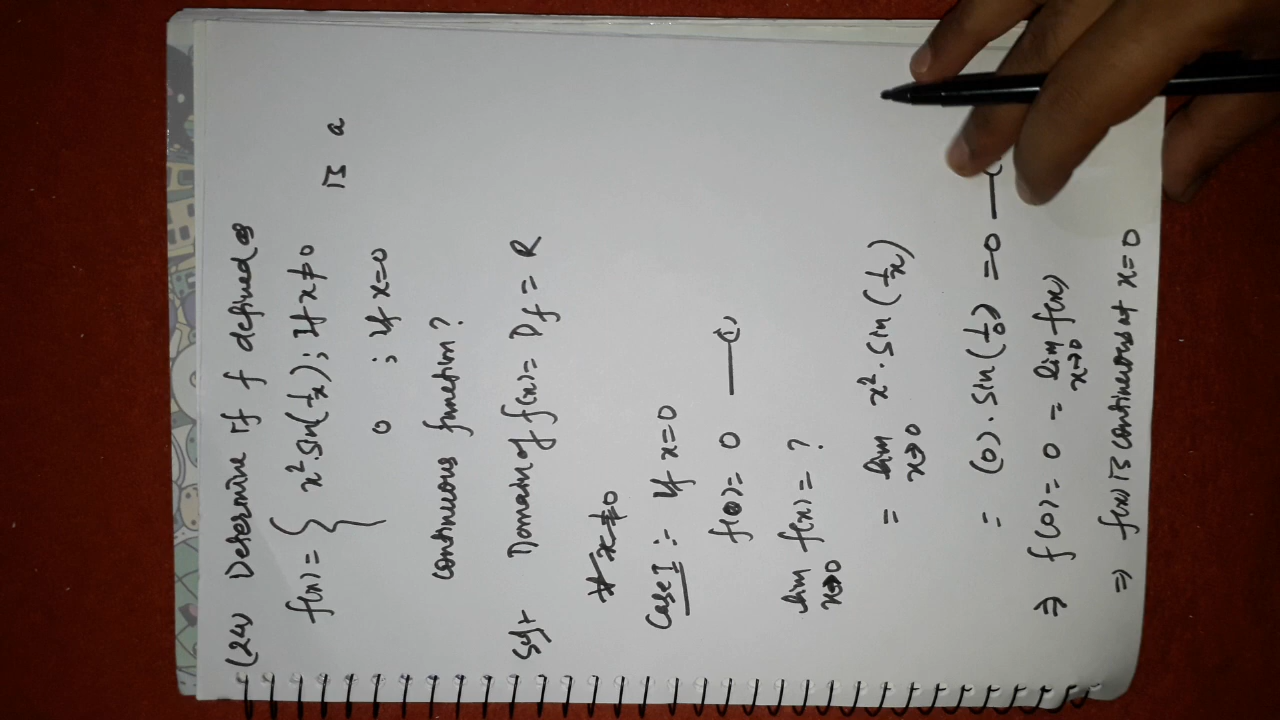 (24) Determine if f defined as
f(x) = { x² sin(1/x) ; if x≠0
0 ; if x=0 is a
continuous function?
Sol: Domain of f(x) = Df = R
Case I :- if x=0
f(0) = 0 —(i)
lim x→0 f(x) = ?
= lim x→0 x² · sin (1/x)
= (0) · sin (1/0) = 0 —(
⇒ f(0) = 0 = lim x→0 f(x)
⇒ f(x) is continuous at x=0